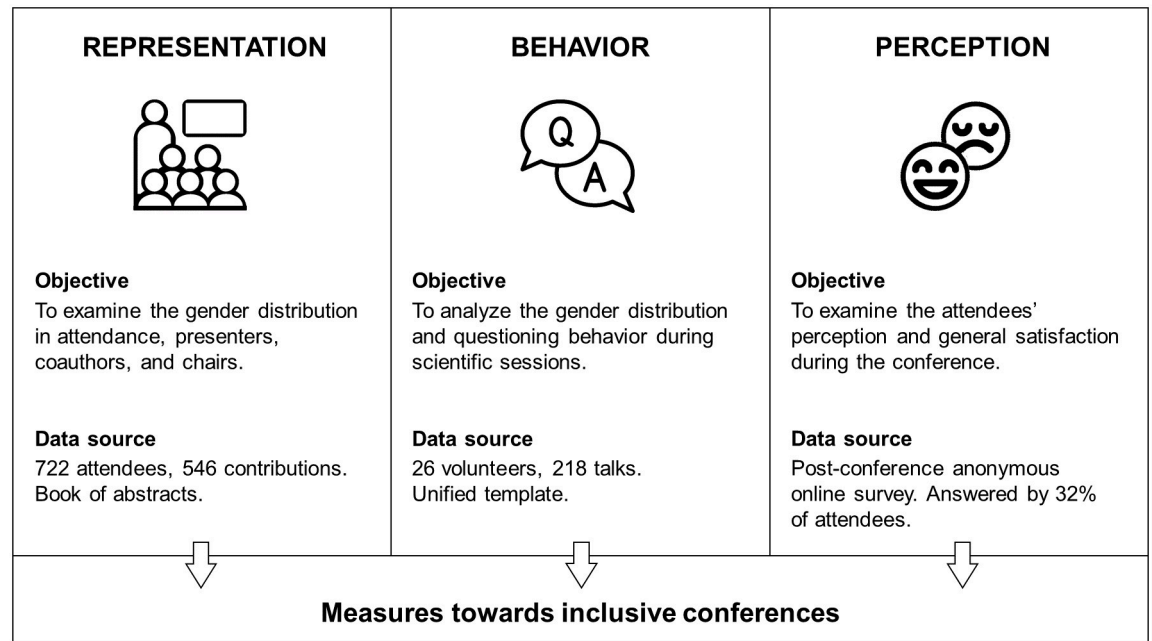 REPRESENTATION
Objective
To examine the gender distribution
in attendance, presenters,
coauthors, and chairs.
Data source
722 attendees, 546 contributions.
Book of abstracts.
BEHAVIOR
Q
A
Objective
To analyze the gender distribution
and questioning behavior during
scientific sessions.
Data source
26 volunteers, 218 talks.
Unified template.
PERCEPTION
Objective
To examine the attendees’
perception and general satisfaction
during the conference.
Data source
Post-conference anonymous
online survey. Answered by 32%
of attendees.
Measures towards inclusive conferences